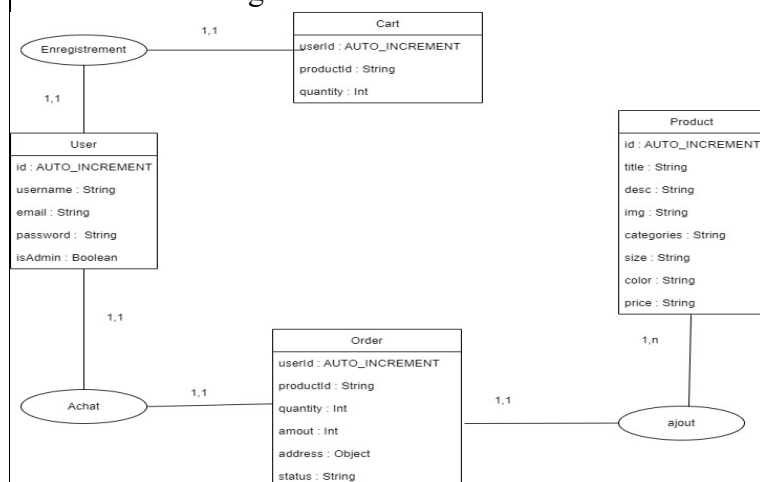 1,1
Cart
Enregistrement
userId : AUTO_INCREMENT
productId : String
quantity : Int
1,1
User
id : AUTO_INCREMENT
username : String
email : String
password : String
isAdmin : Boolean
Product
id : AUTO_INCREMENT
title : String
desc : String
img : String
categories : String
size : String
color : String
price : String
1,1
1,n
Order
userId : AUTO_INCREMENT
productId : String
quantity : Int
amout : Int
address : Object
status : String
Achat
1,1
1,1
ajout